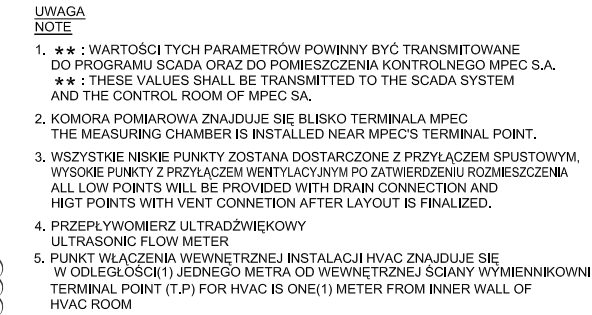 UWAGA
NOTE
1. ** : WARTOŚCI TYCH PARAMETRÓW POWINNY BYĆ TRANSMITOWANE
DO PROGRAMU SCADA ORAZ DO POMIESZCZENIA KONTROLNEGO MPEC S.A.
** : THESE VALUES SHALL BE TRANSMITTED TO THE SCADA SYSTEM
AND THE CONTROL ROOM OF MPEC SA.
2. KOMORA POMIAROWA ZNAJDUJE SIĘ BLISKO TERMINALA MPEC
THE MEASURING CHAMBER IS INSTALLED NEAR MPEC'S TERMINAL POINT.
3. WSZYSTKIE NISKIE PUNKTY ZOSTANA DOSTARCZONE Z PRZYŁĄCZEM SPUSTOWYM,
WYSOKIE PUNKTY Z PRZYŁĄCZEM WENTYLACYJNYM PO ZATWIERDZENIU ROZMIESZCZENIA
ALL LOW POINTS WILL BE PROVIDED WITH DRAIN CONNECTION AND
HIGT POINTS WITH VENT CONNETION AFTER LAYOUT IS FINALIZED.
4. PRZEPŁYWOMIERZ ULTRADŹWIĘKOWY
ULTRASONIC FLOW METER
5. PUNKT WŁĄCZENIA WEWNĘTRZNEJ INSTALACJI HVAC ZNAJDUJE SIĘ
W ODLEGŁOŚCI(1) JEDNEGO METRA OD WEWNĘTRZNEJ ŚCIANY WYMIENNIKOWNI
TERMINAL POINT (T.P) FOR HVAC IS ONE(1) METER FROM INNER WALL OF
HVAC ROOM